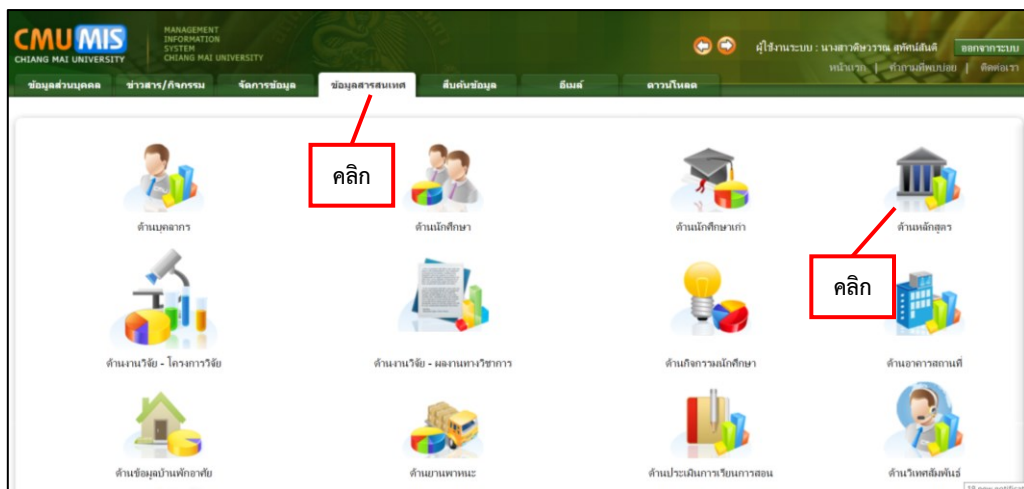 CMU MIS
CHIANG MAI UNIVERSITY
MANAGEMENT
INFORMATION
SYSTEM
CHIANG MAI UNIVERSITY
ผู้ใช้งานระบบ : นางสาวดิษวรรณ สุทัศน์สันติ
ออกจากระบบ
หน้าแรก | คำถามที่พบบ่อย | ติดต่อเรา
ข้อมูลส่วนบุคคล ข่าวสาร/กิจกรรม จัดการข้อมูล ข้อมูลสารสนเทศ สืบค้นข้อมูล อีเมล์ ดาวน์โหลด
คลิก
ด้านบุคลากร ด้านนักศึกษา ด้านนักศึกษาเก่า ด้านหลักสูตร
คลิก
ด้านงานวิจัย - โครงการวิจัย ด้านงานวิจัย - ผลงานทางวิชาการ ด้านกิจกรรมนักศึกษา ด้านอาคารสถานที่
ด้านข้อมูลบ้านพักอาศัย ด้านยานพาหนะ ด้านประเมินการเรียนการสอน ด้านวิเทศสัมพันธ์